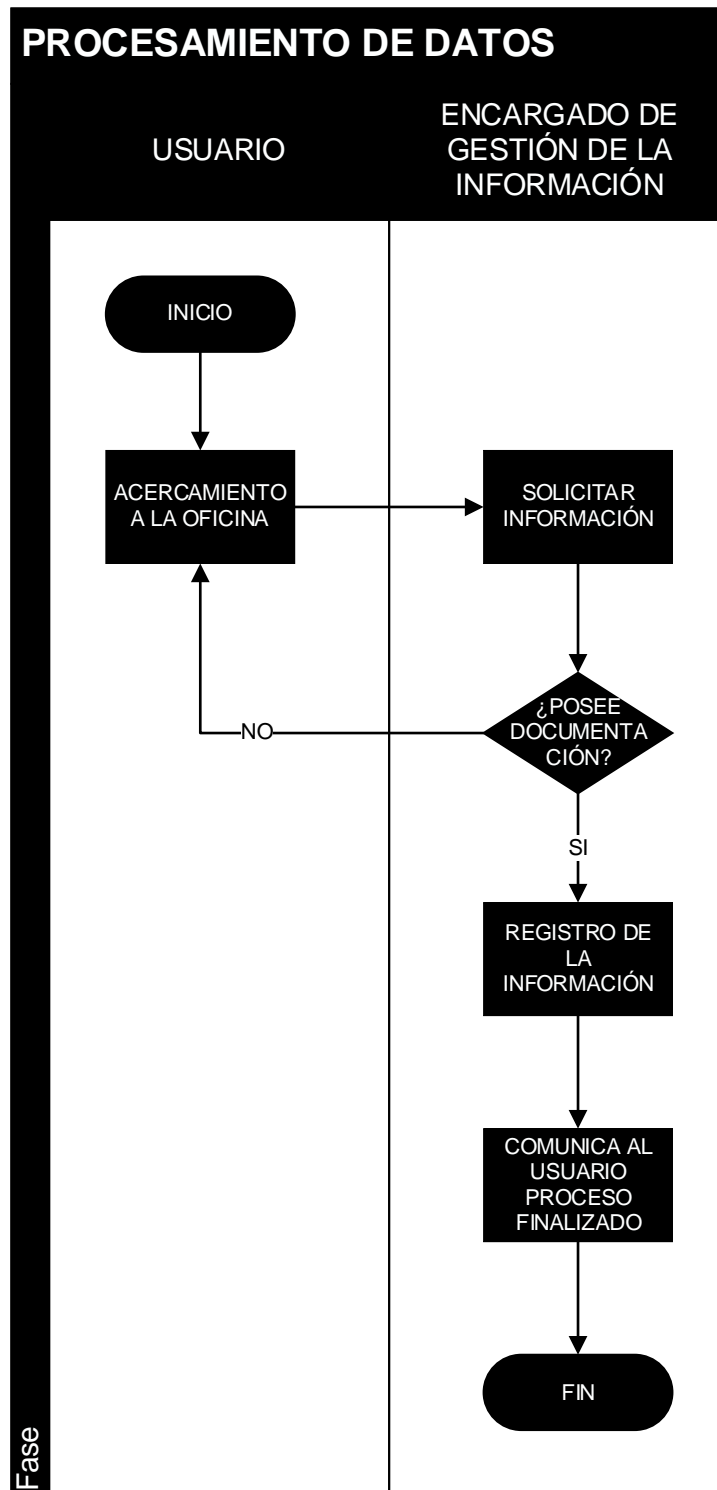 PROCESAMIENTO DE DATOS
USUARIO
ENCARGADO DE
GESTIÓN DE LA
INFORMACIÓN
INICIO
ACERCAMIENTO
A LA OFICINA
SOLICITAR
INFORMACIÓN
¿POSEE
DOCUMENTA
CIÓN?
NO
SI
REGISTRO DE
LA
INFORMACIÓN
COMUNICA AL
USUARIO
PROCESO
FINALIZADO
FIN
Fase